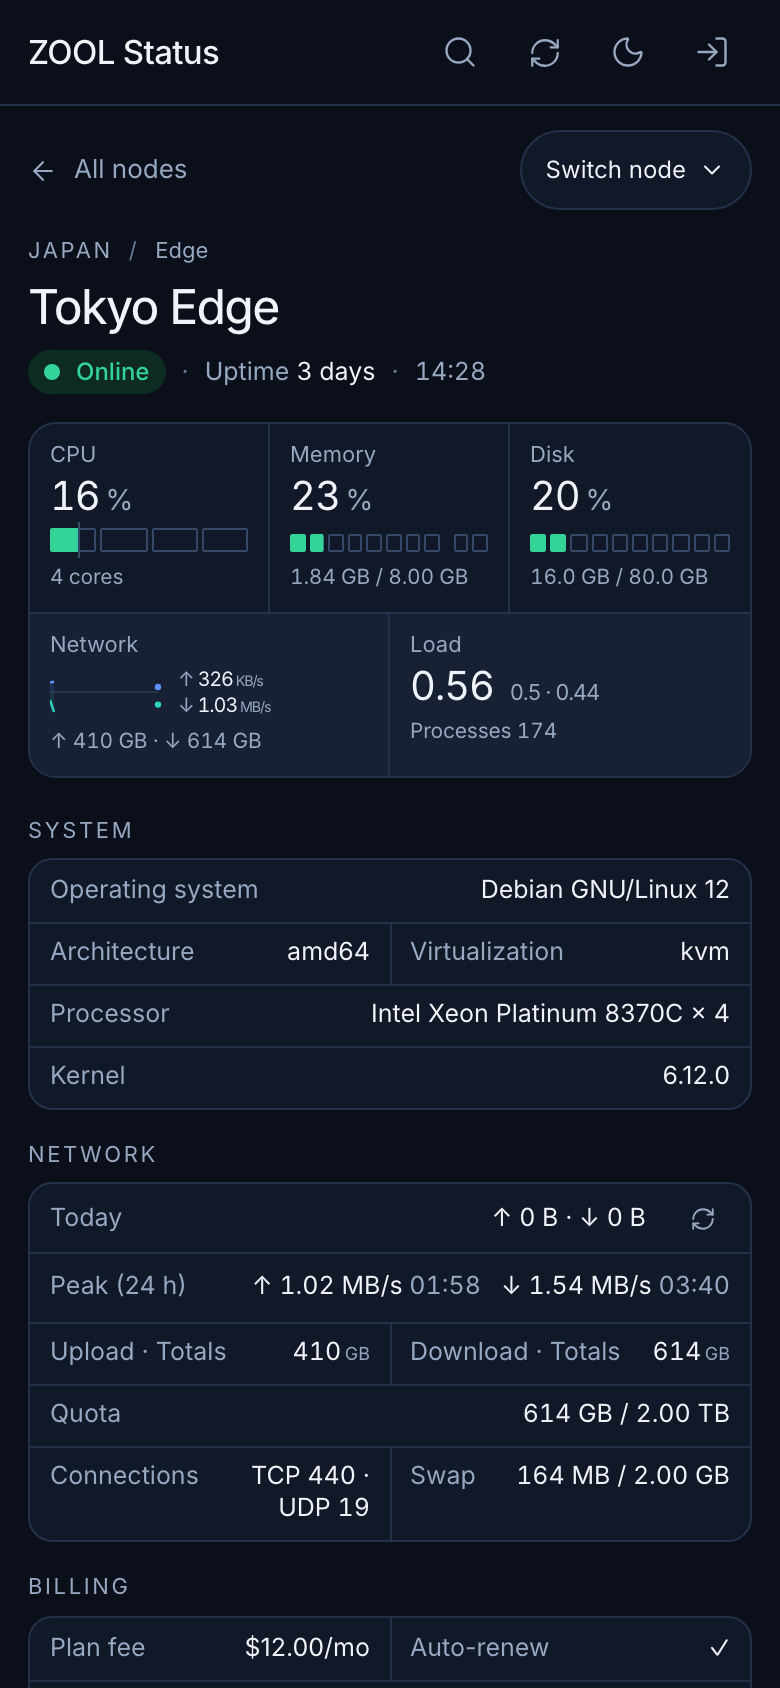 ZOOL Status
← All nodes
Switch node
JAPAN / Edge
Tokyo Edge
Online · Uptime 3 days · 14:28
CPU
16 %
4 cores
Memory
23 %
1.84 GB / 8.00 GB
Disk
20 %
16.0 GB / 80.0 GB
Network
↑ 326 KB/s
↓ 1.03 MB/s
↑ 410 GB · ↓ 614 GB
Load
0.56 0.5 · 0.44
Processes 174
SYSTEM
Operating system Debian GNU/Linux 12
Architecture amd64 Virtualization kvm
Processor Intel Xeon Platinum 8370C × 4
Kernel 6.12.0
NETWORK
Today ↑ 0 B · ↓ 0 B
Peak (24 h) ↑ 1.02 MB/s 01:58 ↓ 1.54 MB/s 03:40
Upload · Totals 410 GB Download · Totals 614 GB
Quota 614 GB / 2.00 TB
Connections TCP 440 ·
UDP 19
Swap 164 MB / 2.00 GB
BILLING
Plan fee $12.00/mo Auto-renew ✓